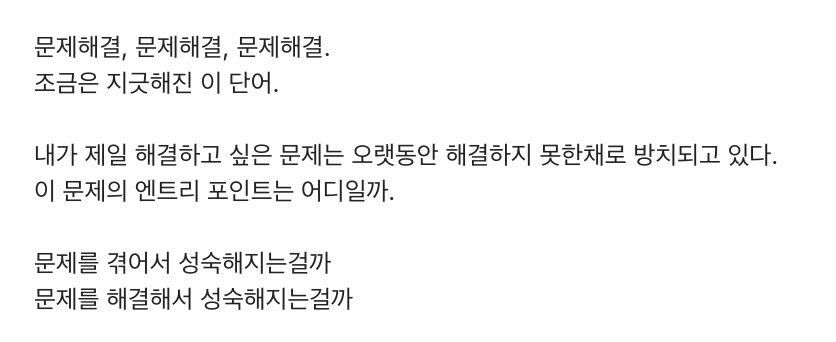 문제해결, 문제해결, 문제해결.
조금은 지긋해진 이 단어.
내가 제일 해결하고 싶은 문제는 오랫동안 해결하지 못한채로 방치되고 있다.
이 문제의 엔트리 포인트는 어디일까.
문제를 겪어서 성숙해지는걸까
문제를 해결해서 성숙해지는걸까